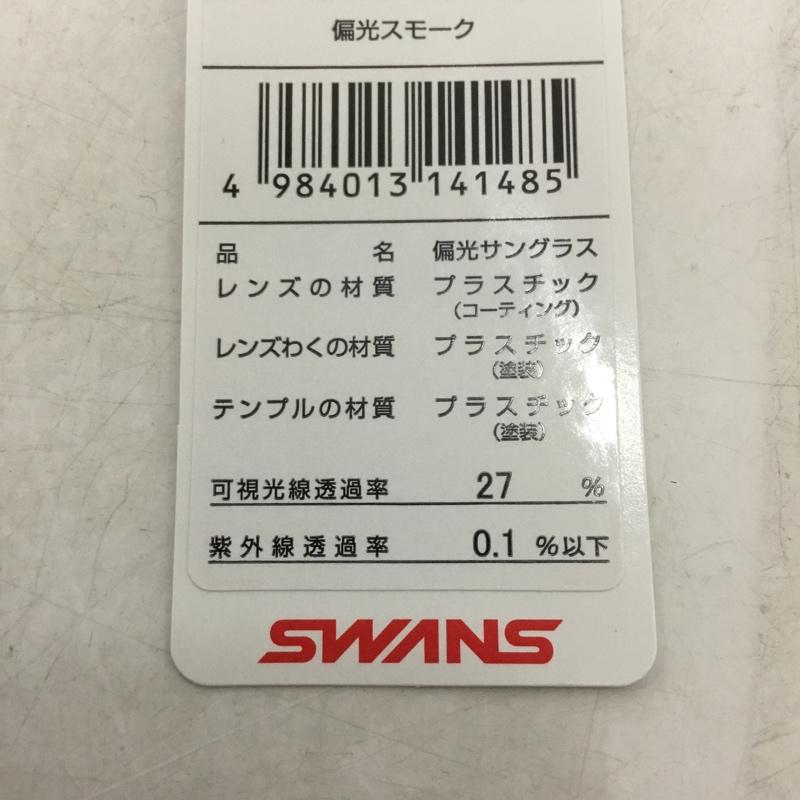 偏光スモーク
4 984013 141485
品名 偏光サングラス
レンズの材質 プラスチック
(コーティング)
レンズわくの材質 プラスチック
(塗装)
テンプルの材質 プラスチック
(塗装)
可視光線透過率 27 %
紫外線透過率 0.1 %以下
SWANS